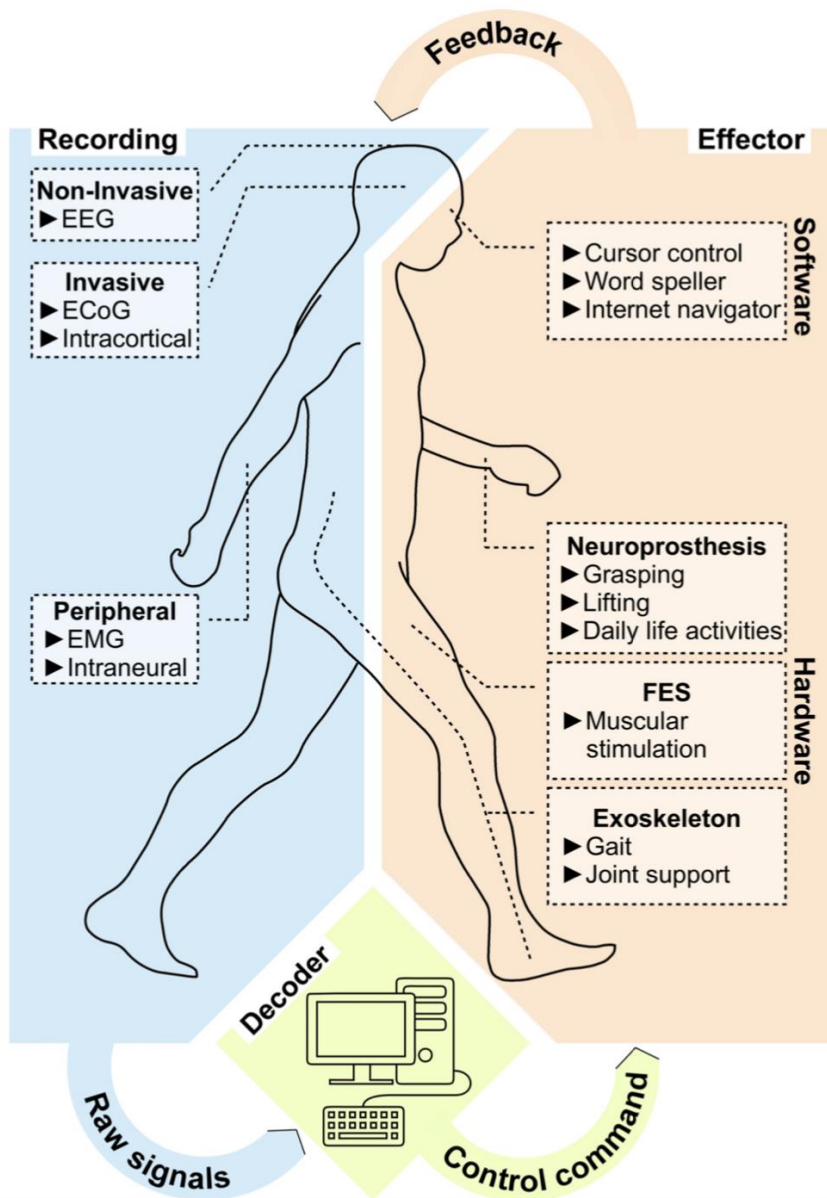 Feedback
Recording
Non-Invasive
►EEG
Invasive
►ECoG
►Intracortical
Peripheral
►EMG
►Intraneural
Effector
Software
►Cursor control
►Word speller
►Internet navigator
Hardware
Neuroprosthesis
►Grasping
►Lifting
►Daily life activities
FES
►Muscular
stimulation
Exoskeleton
►Gait
►Joint support
Decoder
Raw signals
Control command